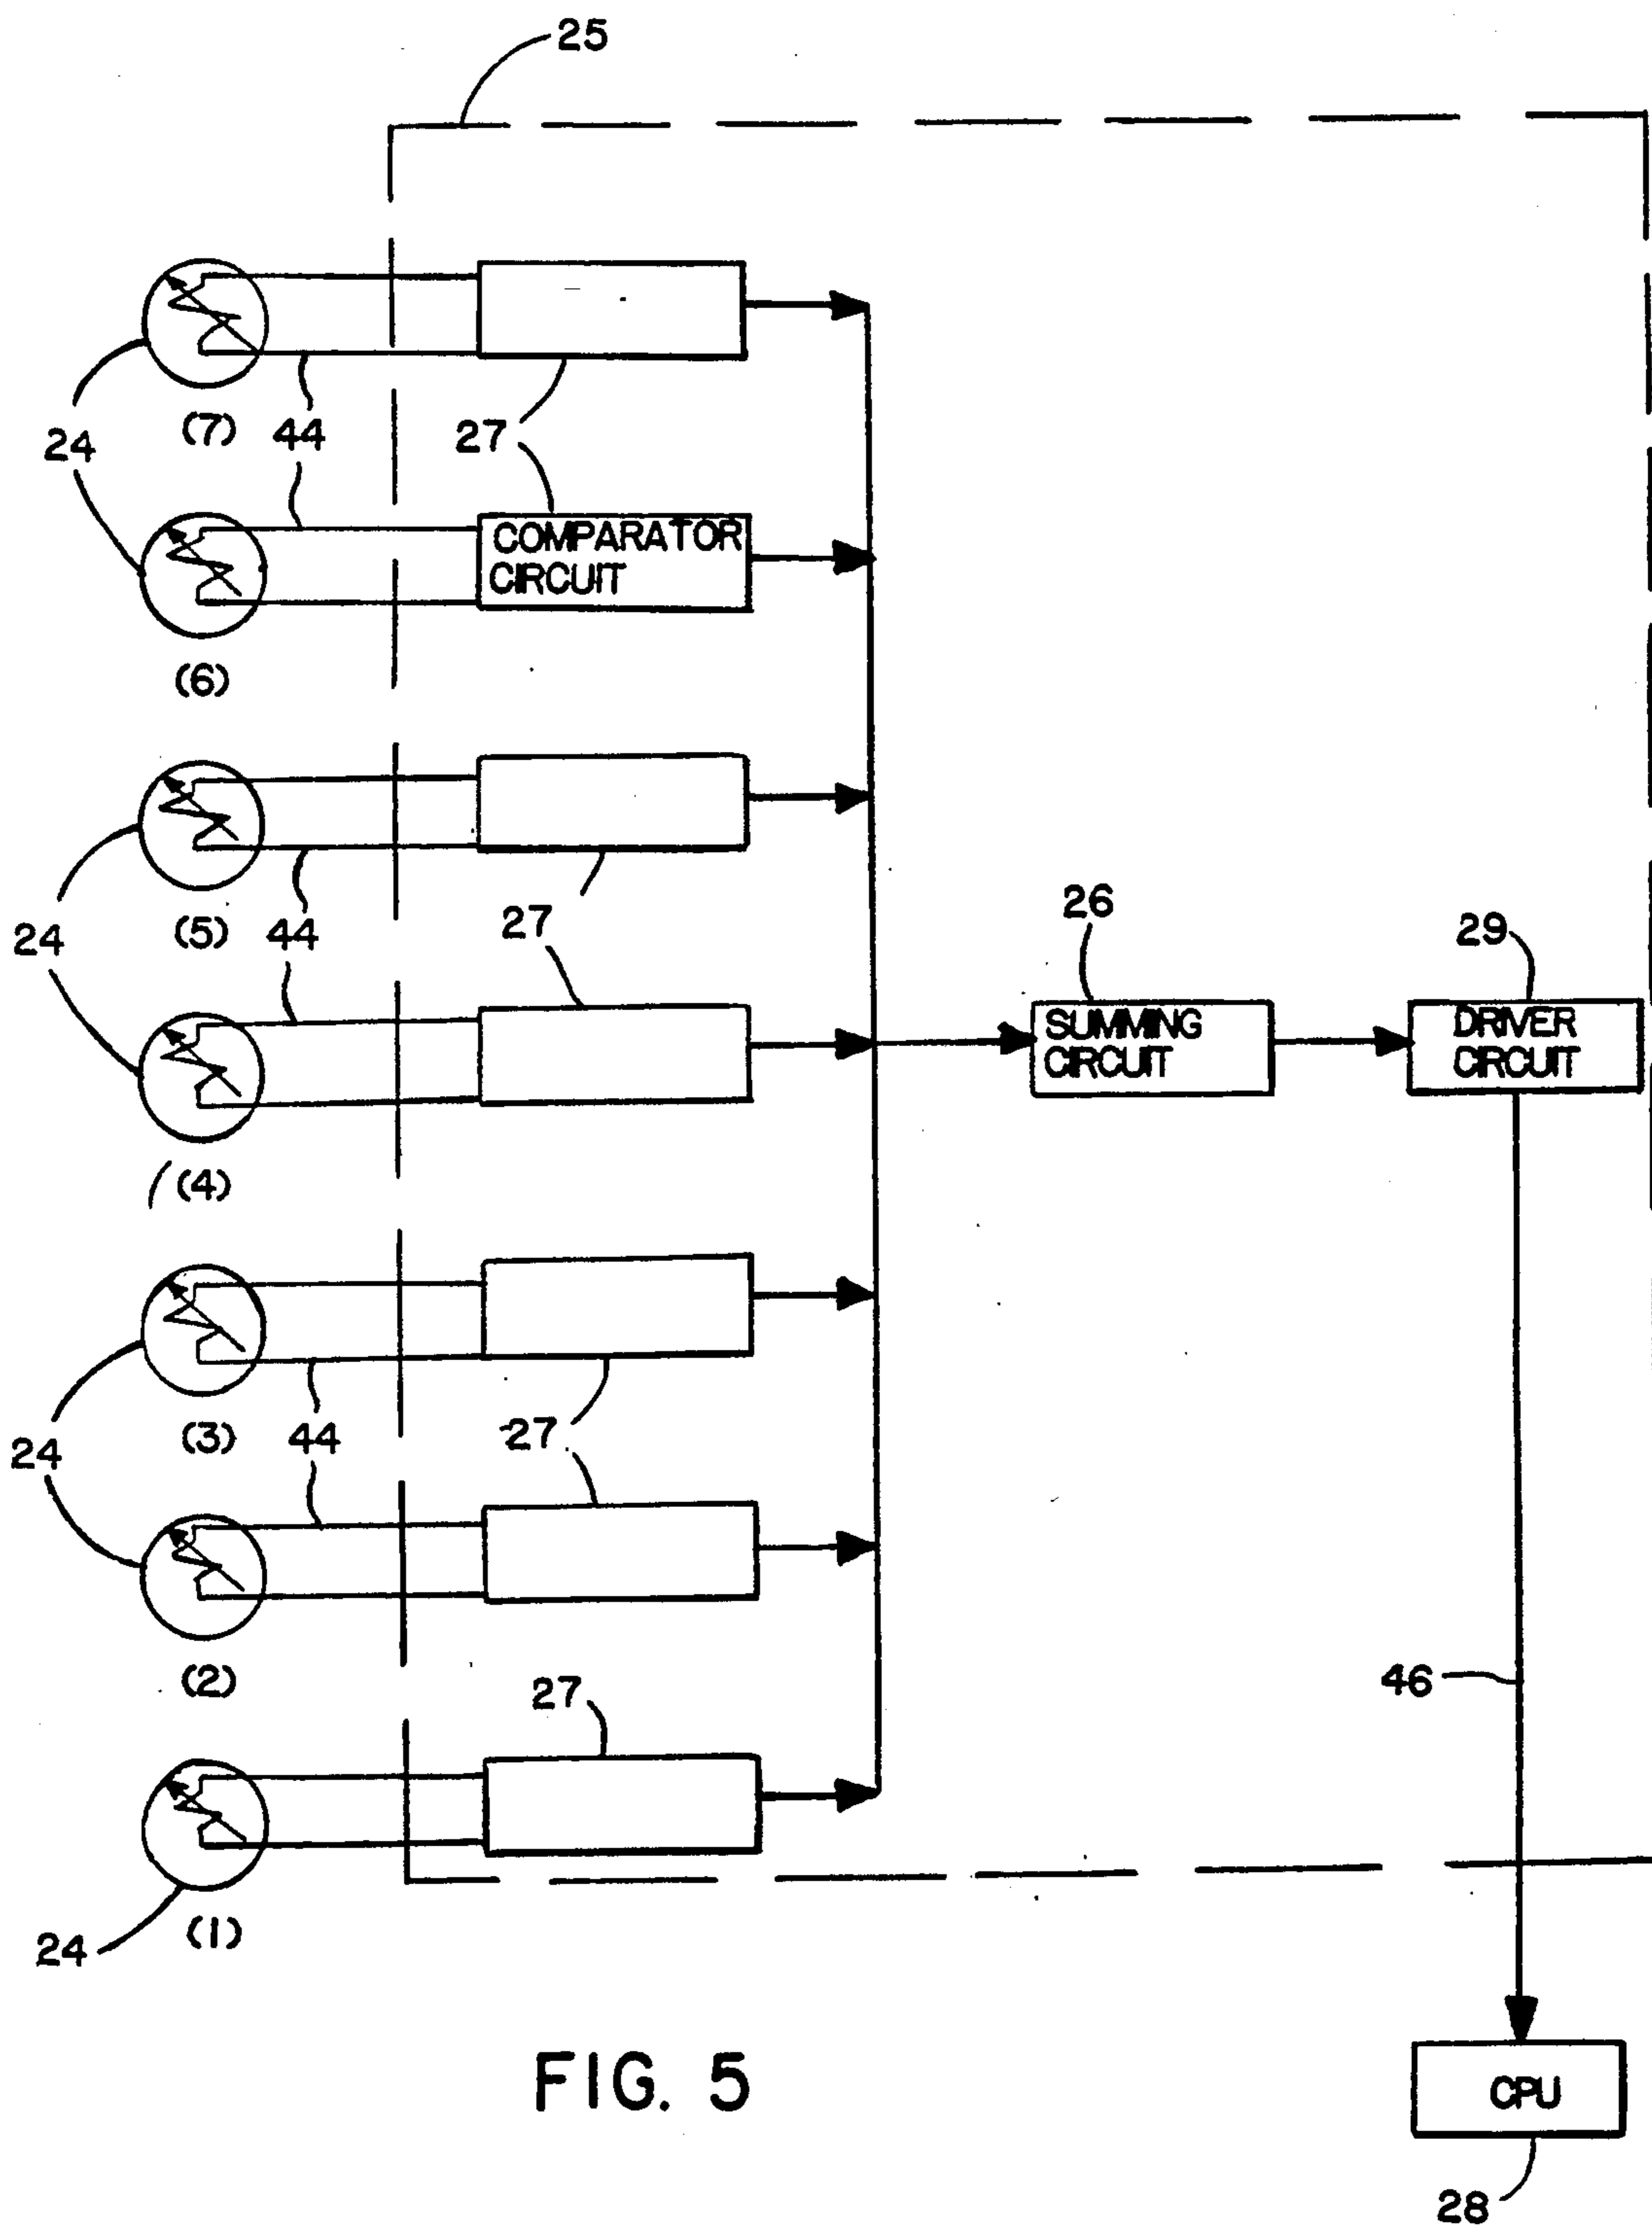 25
(7)
44
24
27
COMPARATOR
CIRCUIT
(6)
26
29
24
(5)
44
27
SUMMING
CIRCUIT
DRIVER
CIRCUIT
(4)
24
(3)
44
27
46
(2)
27
24
(1)
FIG. 5
CPU
28